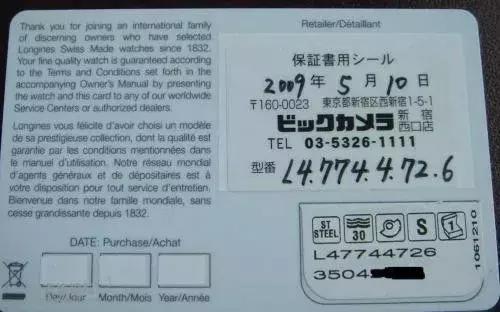 Thank you for joining an international family
of discerning owners who have selected
Longines Swiss Made watches since 1832.
Your fine quality watch is guaranteed according
to the Terms and Conditions set forth in the
accompanying Owner's Manual by presenting
the watch and this card to any of our worldwide
Service Centers or authorized dealers.
Longines vous félicite d'avoir choisi un modèle
de sa prestigieuse collection, dont la qualité est
garantie par les conditions mentionnées dans
le manuel d'utilisation. Notre réseau mondial
d'agents généraux et de dépositaires est à
votre disposition pour tout service d'entretien.
Bienvenue dans notre famille mondiale, sans
cesse grandissante depuis 1832.
DATE: Purchase/Achat
Day/Jour
Month/Mois
Year/Année
Retailer/Détaillant
保証書用シール
2009年 5月 10日
〒160-0023 東京都新宿区西新宿1-5-1
ビックカメラ 新宿西口店
TEL 03-5326-1111
型番 L4.774.4.72.6
ST STEEL 30 S 1
L47744726
3504
1061210